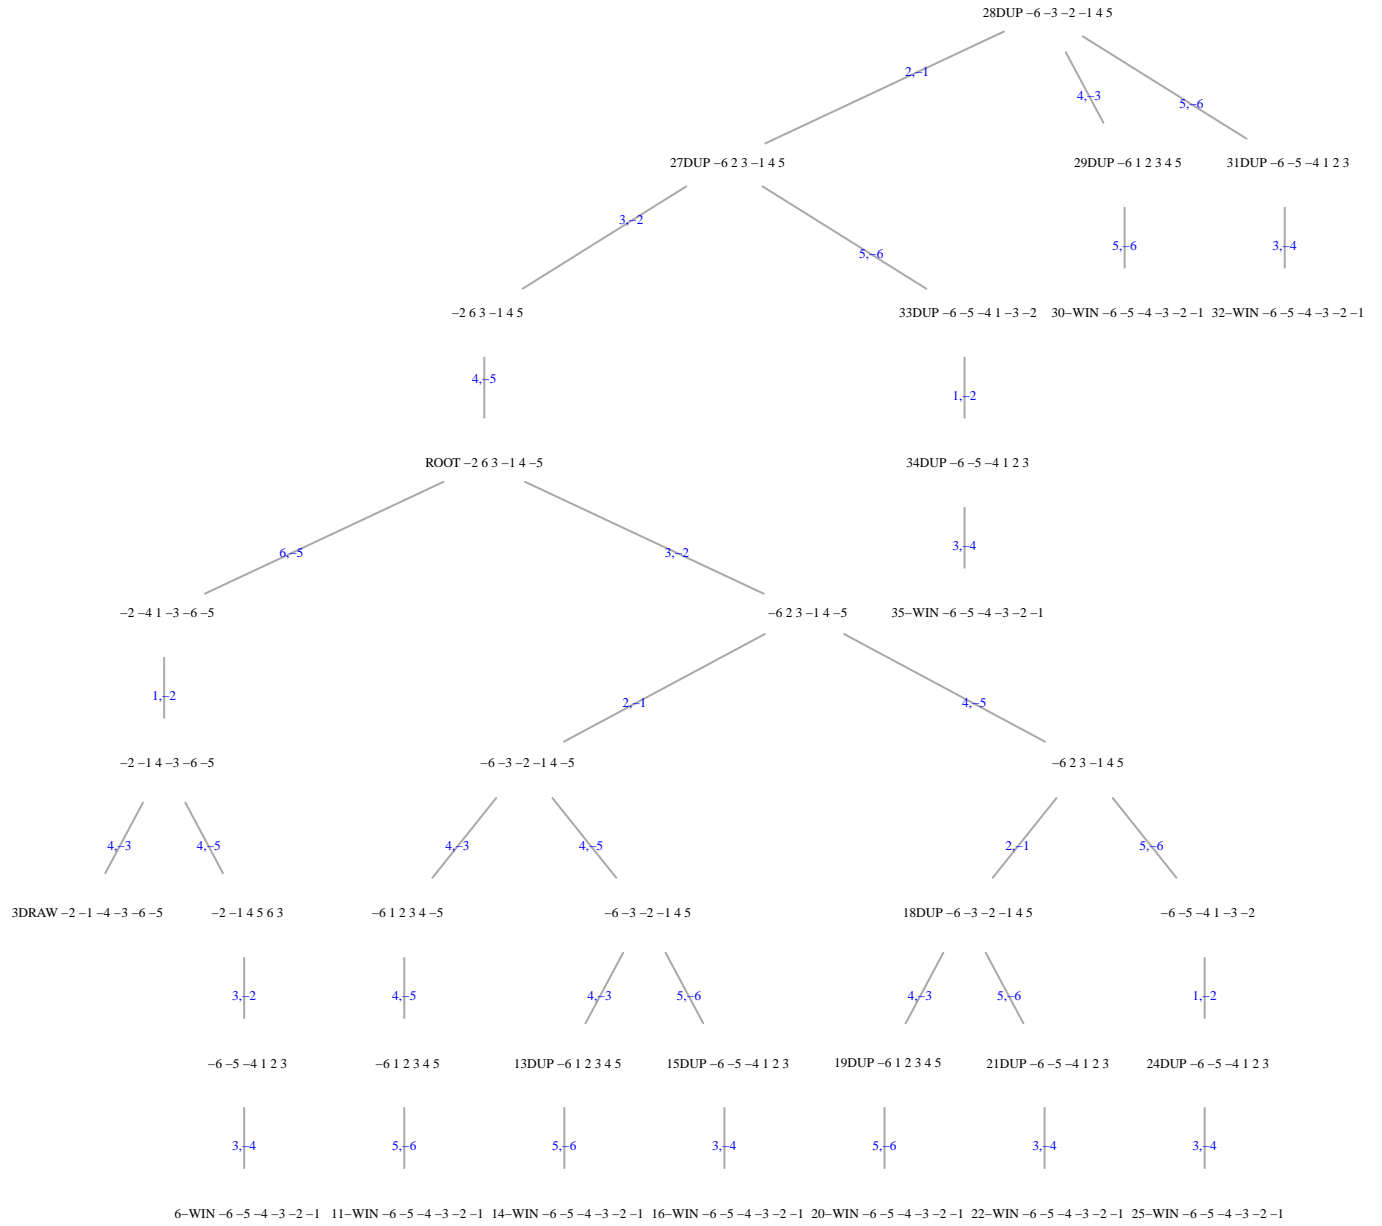 28DUP −6 −3 −2 −1 4 5
2,−1
4,−3
5,−6
27DUP −6 2 3 −1 4 5
29DUP −6 1 2 3 4 5
31DUP −6 −5 −4 1 2 3
3,−2
5,−6
5,−6
3,−4
−2 6 3 −1 4 5
33DUP −6 −5 −4 1 −3 −2
30−WIN −6 −5 −4 −3 −2 −1
32−WIN −6 −5 −4 −3 −2 −1
4,−5
1,−2
ROOT −2 6 3 −1 4 −5
34DUP −6 −5 −4 1 2 3
6,−5
3,−2
3,−4
−2 −4 1 −3 −6 −5
−6 2 3 −1 4 −5
35−WIN −6 −5 −4 −3 −2 −1
1,−2
2,−1
4,−5
−2 −1 4 −3 −6 −5
−6 −3 −2 −1 4 −5
−6 2 3 −1 4 5
4,−3
4,−5
4,−3
4,−5
2,−1
5,−6
3DRAW −2 −1 −4 −3 −6 −5
−2 −1 4 5 6 3
−6 1 2 3 4 −5
−6 −3 −2 −1 4 5
18DUP −6 −3 −2 −1 4 5
−6 −5 −4 1 −3 −2
3,−2
4,−5
4,−3
5,−6
4,−3
5,−6
1,−2
−6 −5 −4 1 2 3
−6 1 2 3 4 5
13DUP −6 1 2 3 4 5
15DUP −6 −5 −4 1 2 3
19DUP −6 1 2 3 4 5
21DUP −6 −5 −4 1 2 3
24DUP −6 −5 −4 1 2 3
3,−4
5,−6
5,−6
3,−4
5,−6
3,−4
3,−4
6−WIN −6 −5 −4 −3 −2 −1
11−WIN −6 −5 −4 −3 −2 −1
14−WIN −6 −5 −4 −3 −2 −1
16−WIN −6 −5 −4 −3 −2 −1
20−WIN −6 −5 −4 −3 −2 −1
22−WIN −6 −5 −4 −3 −2 −1
25−WIN −6 −5 −4 −3 −2 −1